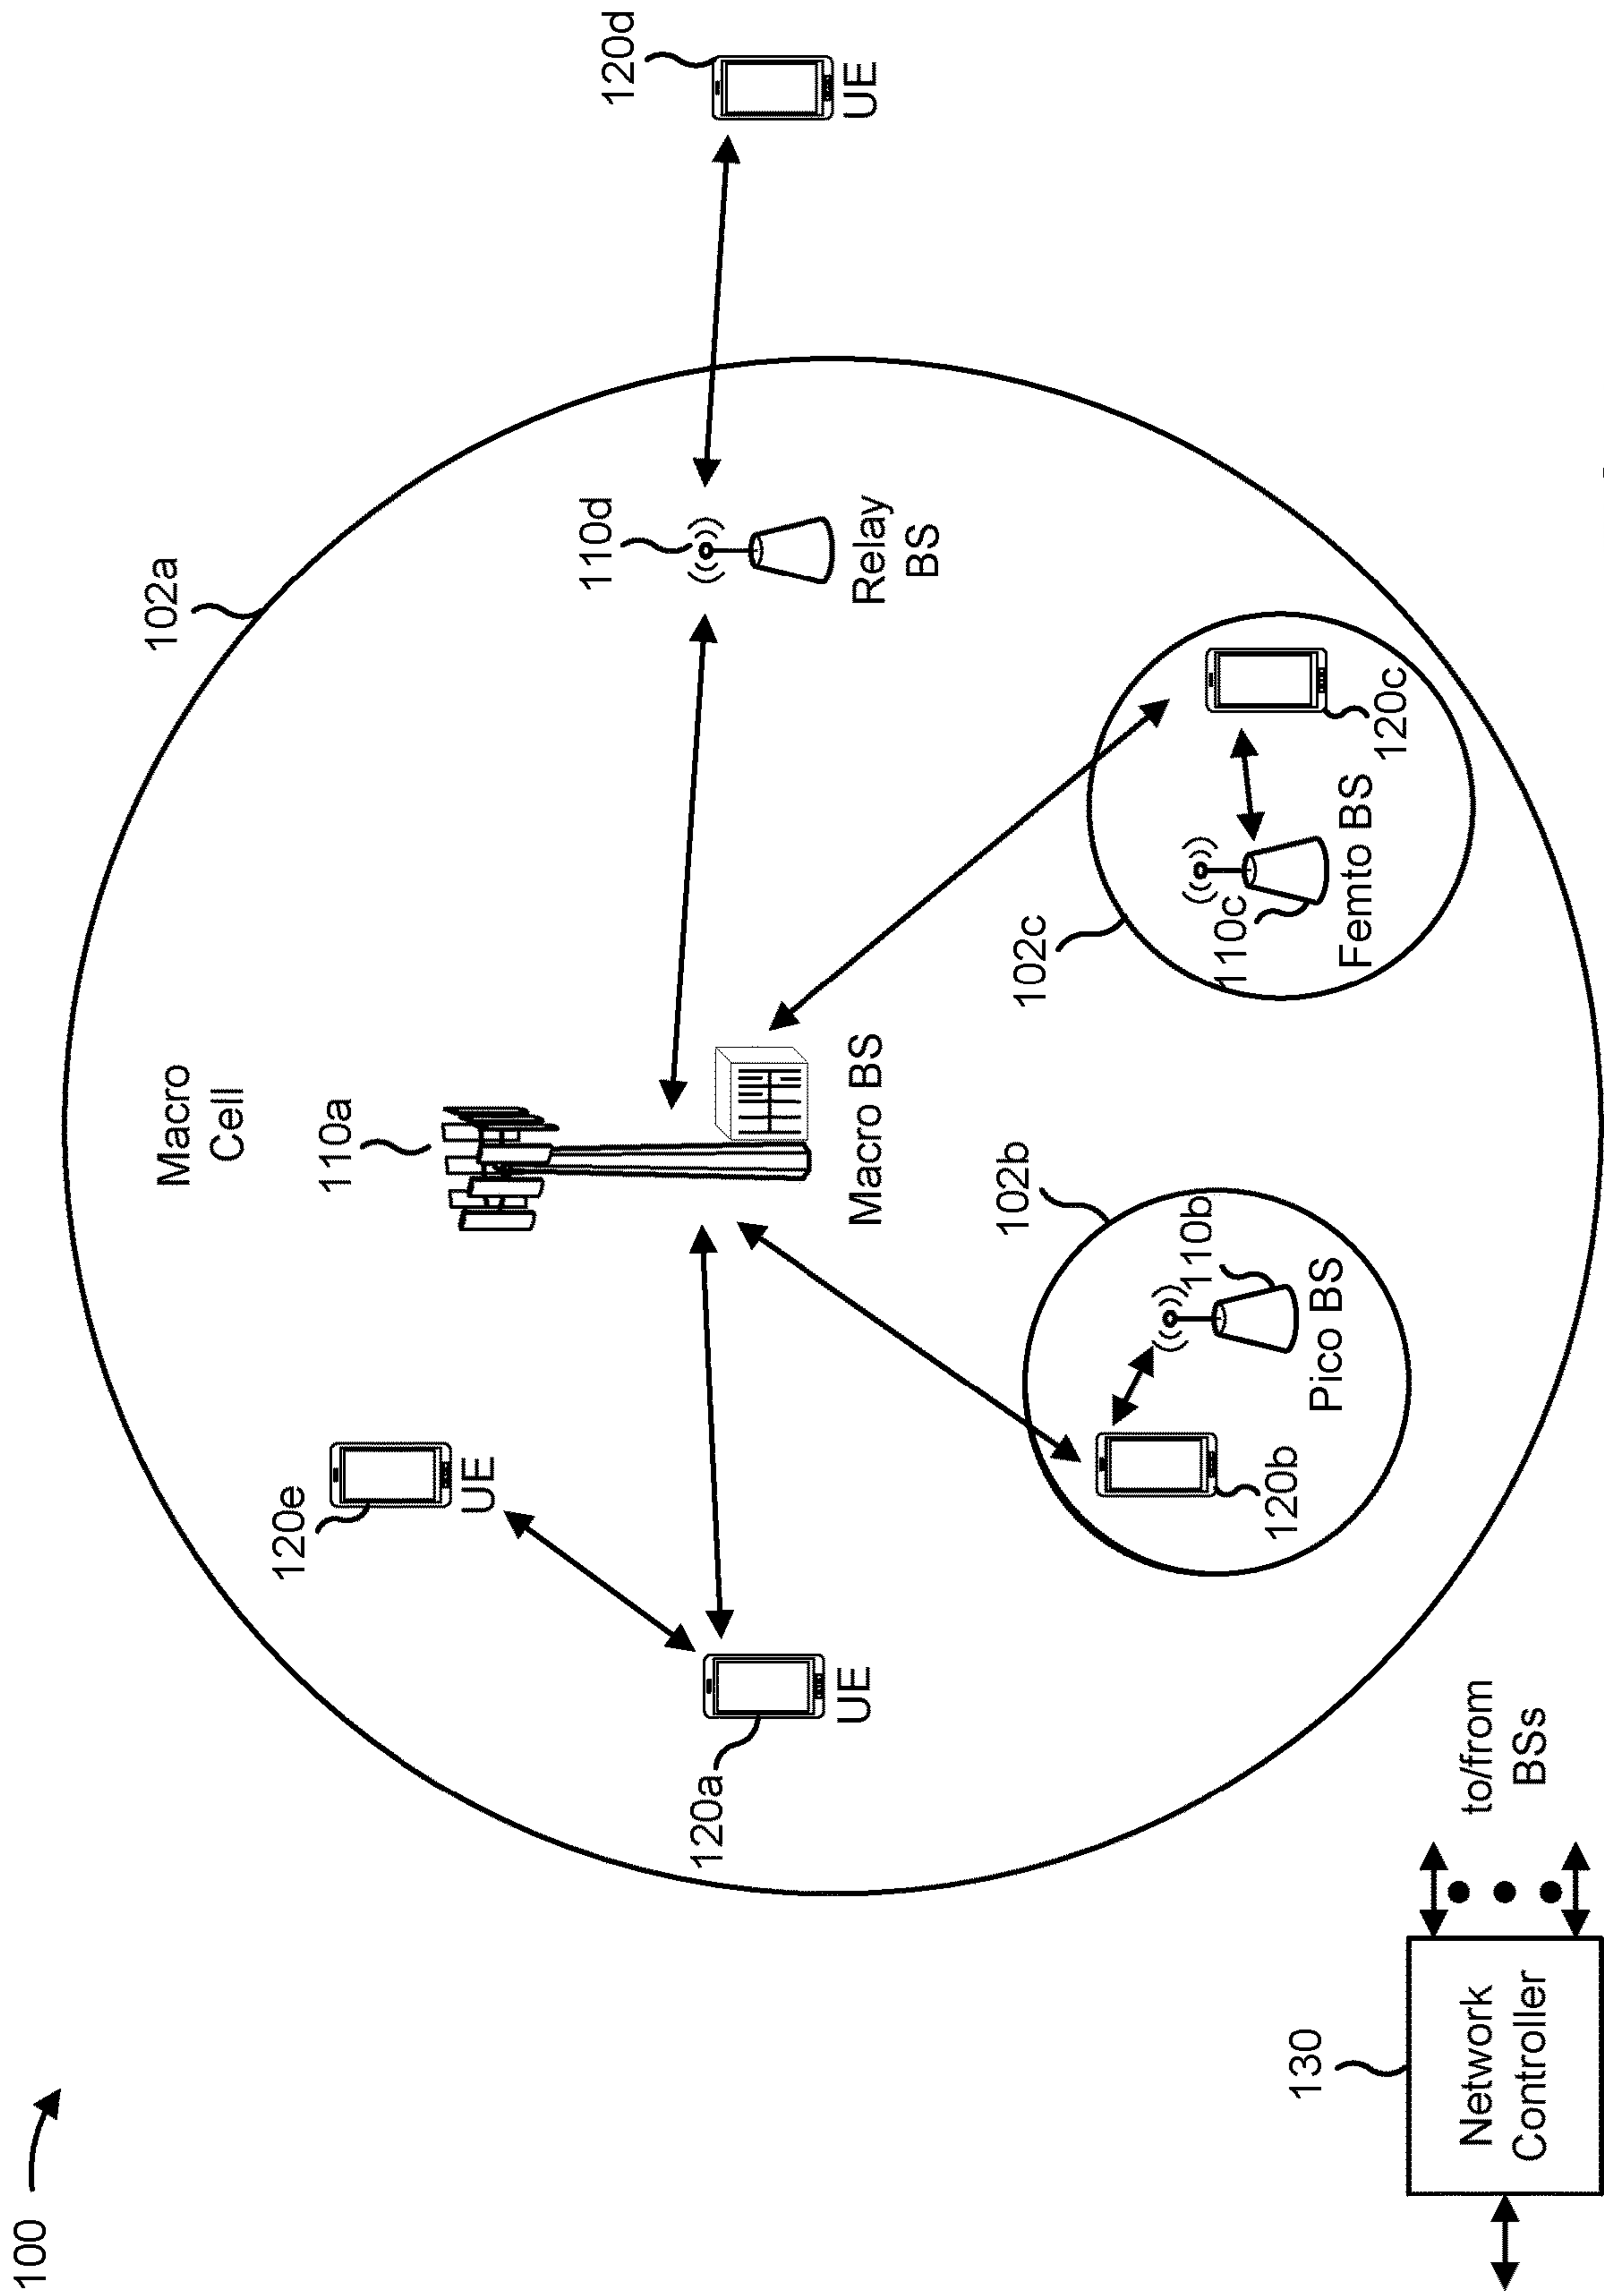 100
102a
Macro
Cell
110a
120d
UE
120e
UE
110d
Relay
BS
120a
UE
Macro BS
102b
110b
Pico BS
120b
102c
110c
Femto BS
120c
130
Network
Controller
to/from
BSs